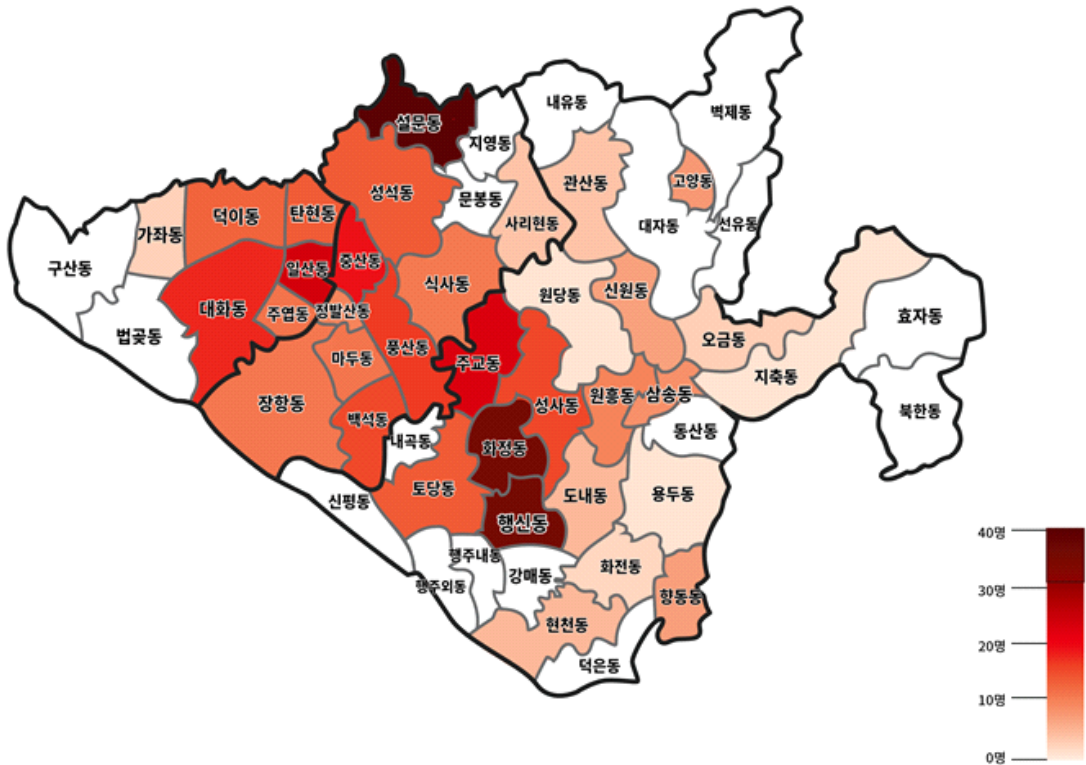 내유동
벽제동
설문동
지영동
관산동
고양동
성석동
문봉동
사리현동
대자동
선유동
가좌동
덕이동
탄현동
구산동
일산동
중산동
식사동
원당동
신원동
대화동
주엽동
정발산동
법곶동
효자동
오금동
풍산동
마두동
주교동
지축동
장항동
백석동
성사동
원흥동
삼송동
북한동
내곡동
화정동
동산동
신평동
토당동
도내동
용두동
행신동
행주내동
강매동
화전동
행주외동
향동동
현천동
덕은동
40명
30명
20명
10명
0명